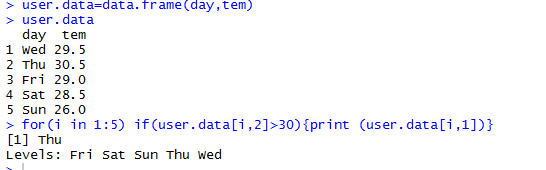 > user.data=data.frame(day,tem)
> user.data
  day  tem
1 Wed 29.5
2 Thu 30.5
3 Fri 29.0
4 Sat 28.5
5 Sun 26.0
> for(i in 1:5) if(user.data[i,2]>30){print (user.data[i,1])}
[1] Thu
Levels: Fri Sat Sun Thu Wed
>